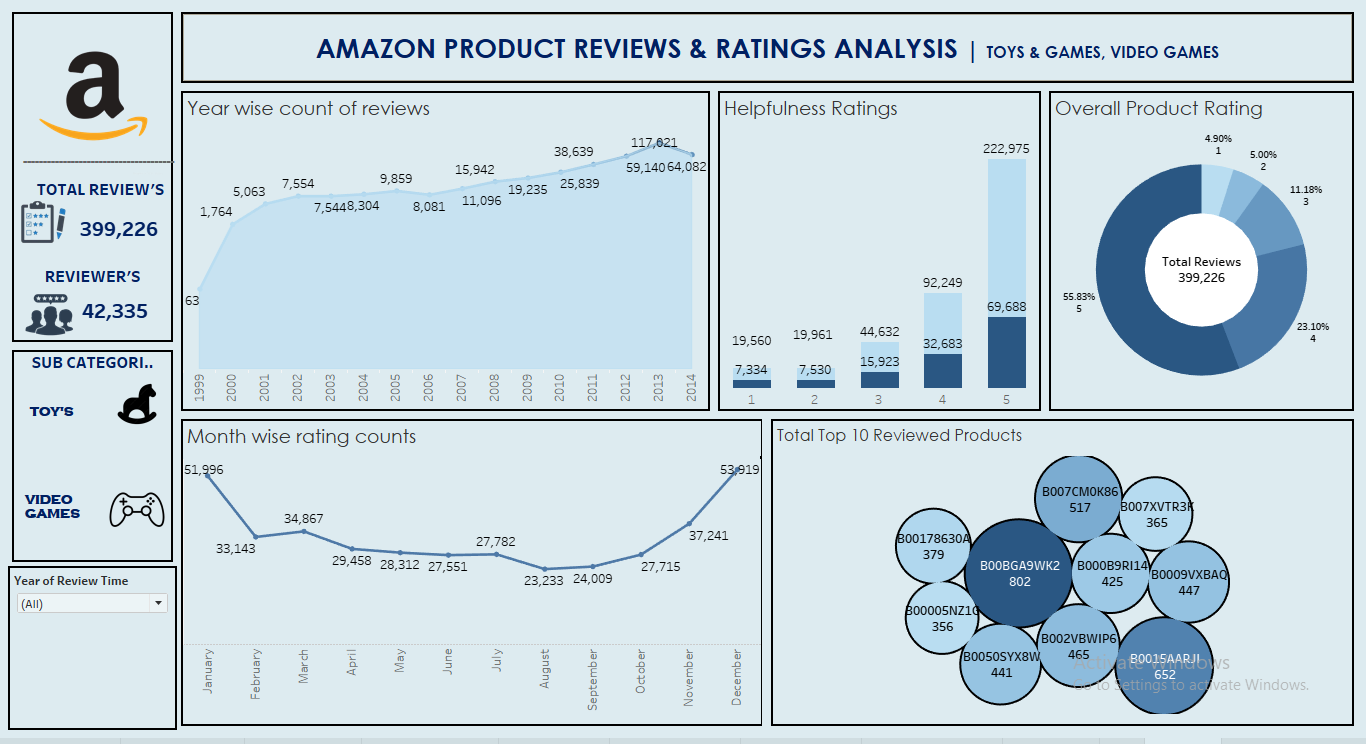 AMAZON PRODUCT REVIEWS & RATINGS ANALYSIS | TOYS & GAMES, VIDEO GAMES
a
TOTAL REVIEW'S
399,226
REVIEWER'S
42,335
SUB CATEGORI..
TOY'S
VIDEO
GAMES
Year of Review Time
(All)
Year wise count of reviews
63
1,764
5,063
7,554
7,544
8,304
9,859
8,081
15,942
11,096
19,235
38,639
25,839
117,821
59,140
64,082
1999
2000
2001
2002
2003
2004
2005
2006
2007
2008
2009
2010
2011
2012
2013
2014
Helpfulness Ratings
19,560
7,334
19,961
7,530
44,632
15,923
92,249
32,683
222,975
69,688
1
2
3
4
5
Overall Product Rating
4.90%
1
5.00%
2
11.18%
3
23.10%
4
55.83%
5
Total Reviews
399,226
Month wise rating counts
51,996
33,143
34,867
29,458
28,312
27,551
27,782
23,233
24,009
27,715
37,241
53,919
January
February
March
April
May
June
July
August
September
October
November
December
Total Top 10 Reviewed Products
B007CM0K86
517
B007XVTR3K
365
B00178630A
379
B00BGA9WK2
802
B000B9RI14
425
B0009VXBAQ
447
B00005NZ1G
356
B0050SYX8W
441
B002VBWIP6
465
B0015AARJI
652
Activate Windows
Go to Settings to activate Windows.